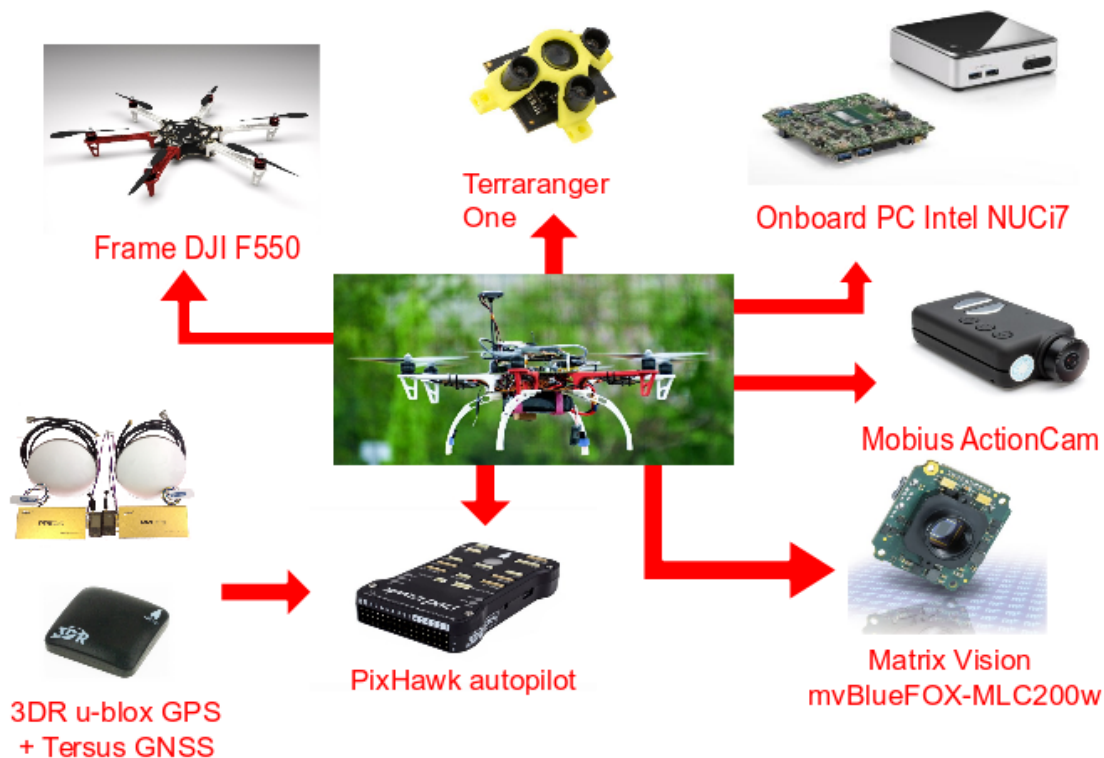 Terraranger
One
Onboard PC Intel NUCi7
Frame DJI F550
Mobius ActionCam
3DR
PixHawk autopilot
Matrix Vision
mvBlueFOX-MLC200w
3DR u-blox GPS
+ Tersus GNSS